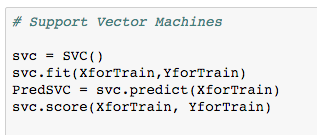 # Support Vector Machines
svc = SVC()
svc.fit(XforTrain,YforTrain)
PredSVC = svc.predict(XforTrain)
svc.score(XforTrain, YforTrain)